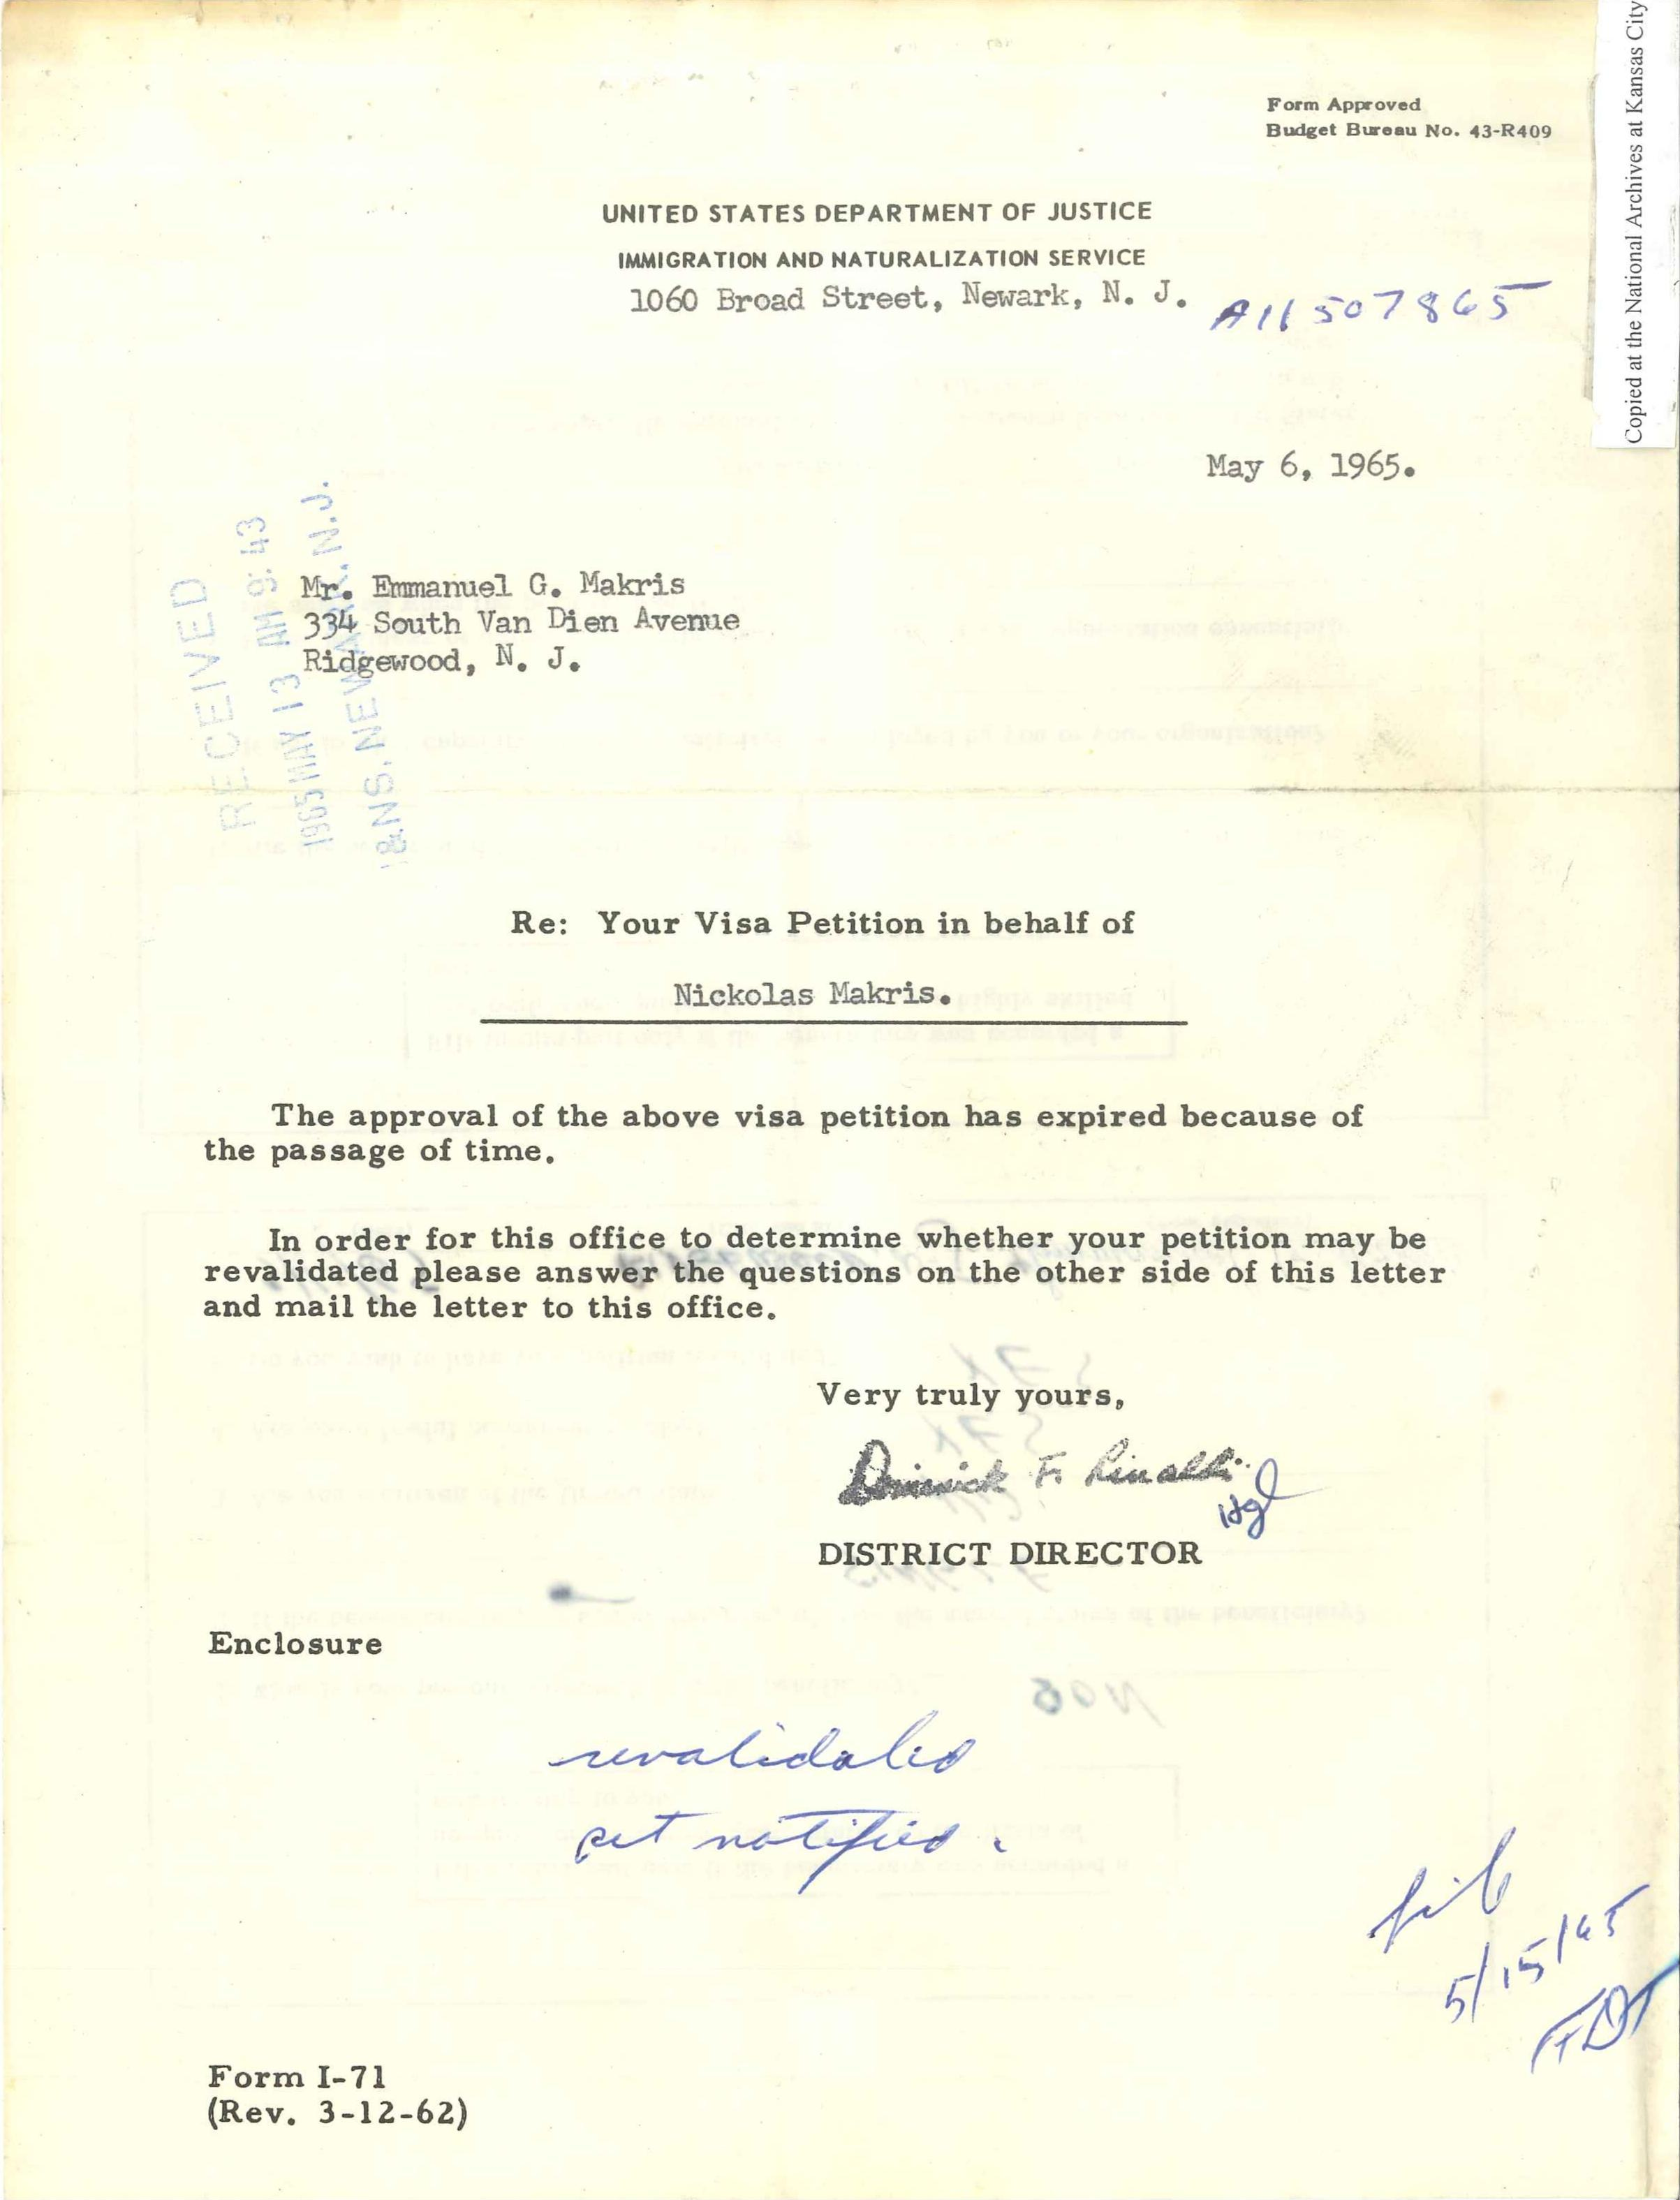 Copied at the National Archives at Kansas City
Form Approved
Budget Bureau No. 43-R409
UNITED STATES DEPARTMENT OF JUSTICE
IMMIGRATION AND NATURALIZATION SERVICE
1060 Broad Street, Newark, N. J.
A11 507865
May 6, 1965.
RECEIVED
1965 MAY 13 AM 9:43
I&NS. NEWARK. N.J.
Mr. Emmanuel G. Makris
334 South Van Dien Avenue
Ridgewood, N. J.
Re: Your Visa Petition in behalf of
Nickolas Makris.
The approval of the above visa petition has expired because of
the passage of time.
In order for this office to determine whether your petition may be
revalidated please answer the questions on the other side of this letter
and mail the letter to this office.
Very truly yours,
Dominick F. Rinaldi
DISTRICT DIRECTOR
Enclosure
revalidated
pet notified.
file
5/15/65
Form I-71
(Rev. 3-12-62)